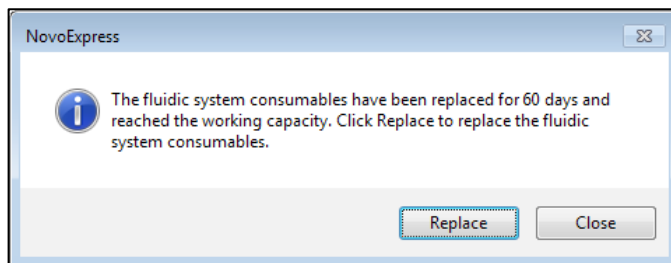 NovoExpress
The fluidic system consumables have been replaced for 60 days and
reached the working capacity. Click Replace to replace the fluidic
system consumables.
Replace
Close